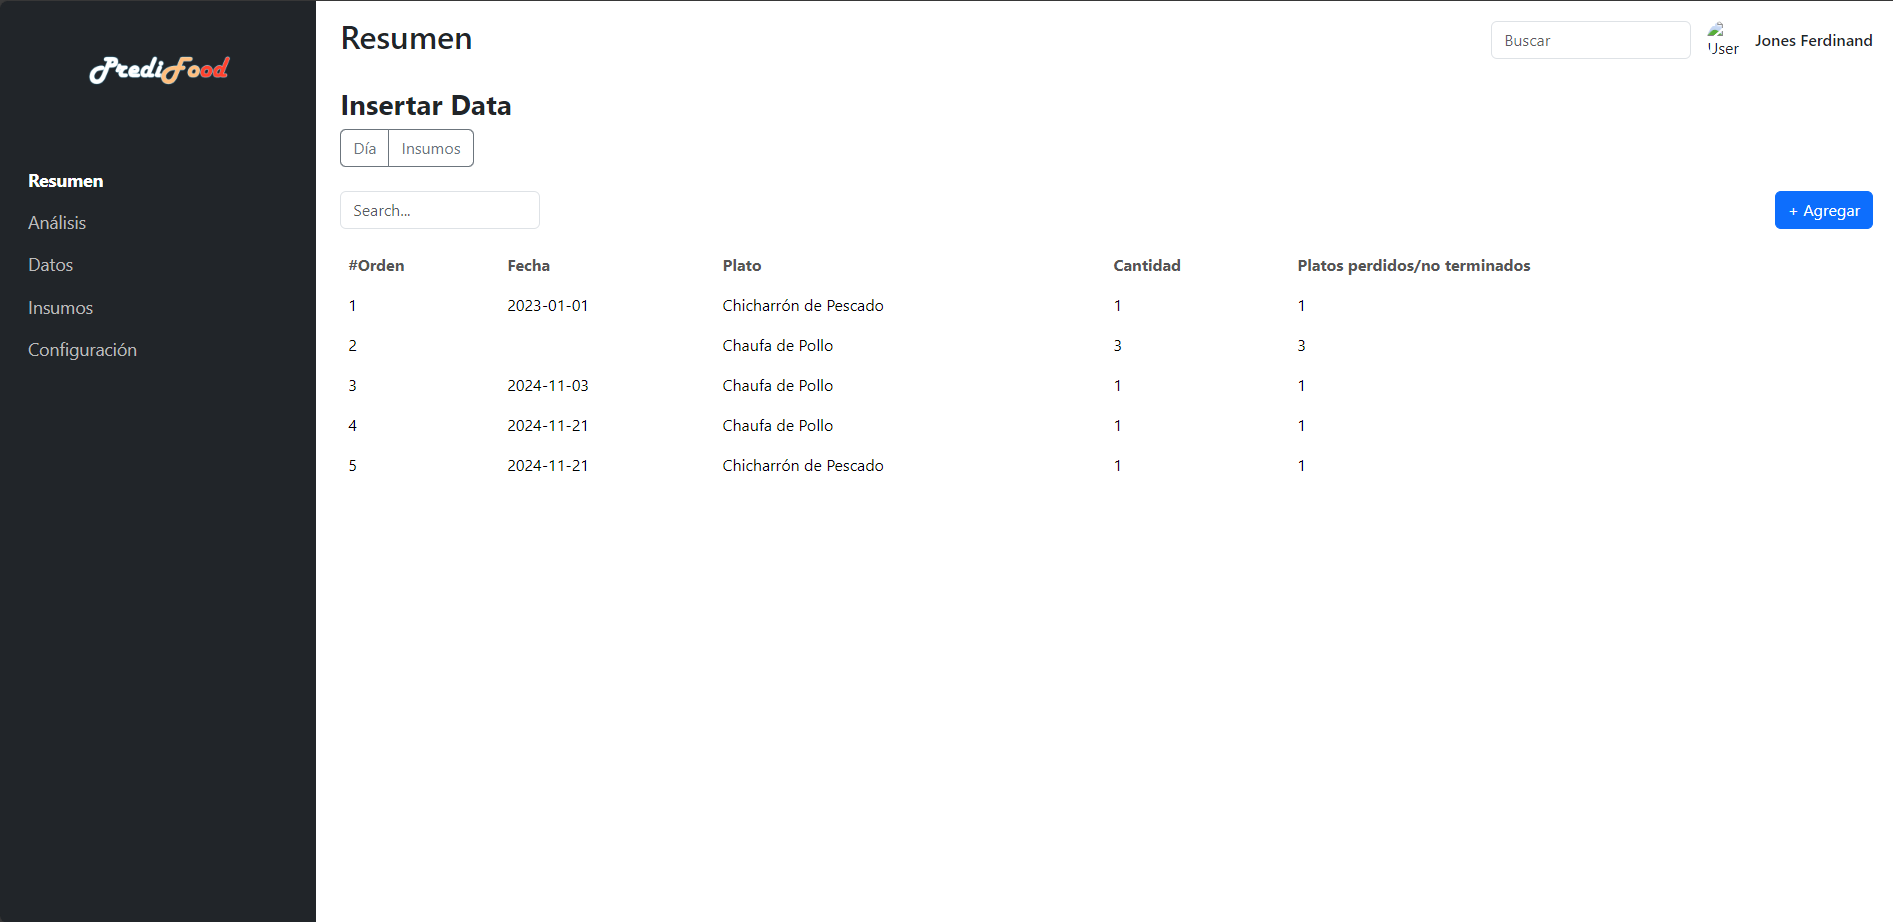 PrediFood
Resumen
Análisis
Datos
Insumos
Configuración
Resumen
Buscar
User
Jones Ferdinand
Insertar Data
Día Insumos
Search...
+ Agregar
#Orden Fecha Plato Cantidad Platos perdidos/no terminados
1 2023-01-01 Chicharrón de Pescado 1 1
2 Chaufa de Pollo 3 3
3 2024-11-03 Chaufa de Pollo 1 1
4 2024-11-21 Chaufa de Pollo 1 1
5 2024-11-21 Chicharrón de Pescado 1 1